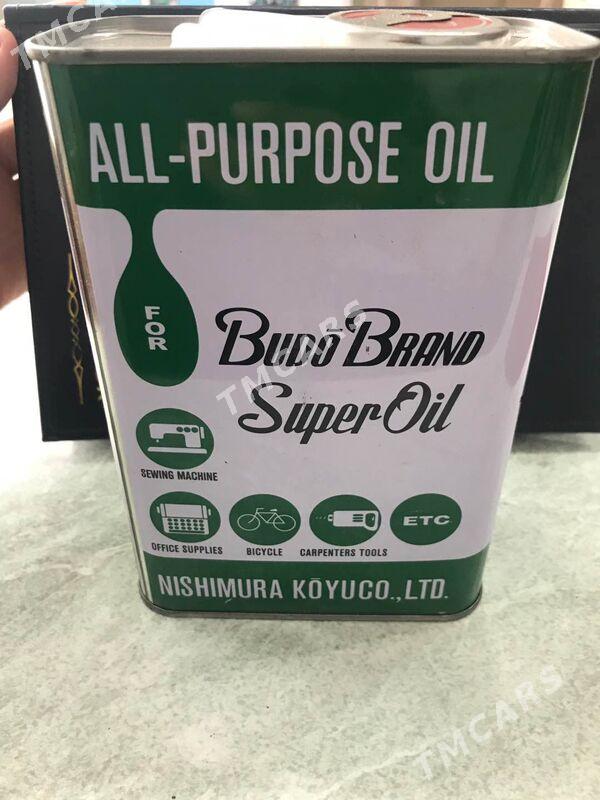 ALL-PURPOSE OIL
FOR
BUDŌ BRAND
Super Oil
SEWING MACHINE
OFFICE SUPPLIES
BICYCLE
CARPENTERS TOOLS
ETC
NISHIMURA KŌYUCO.,LTD.
TMCARS
TMCARS
TMCARS